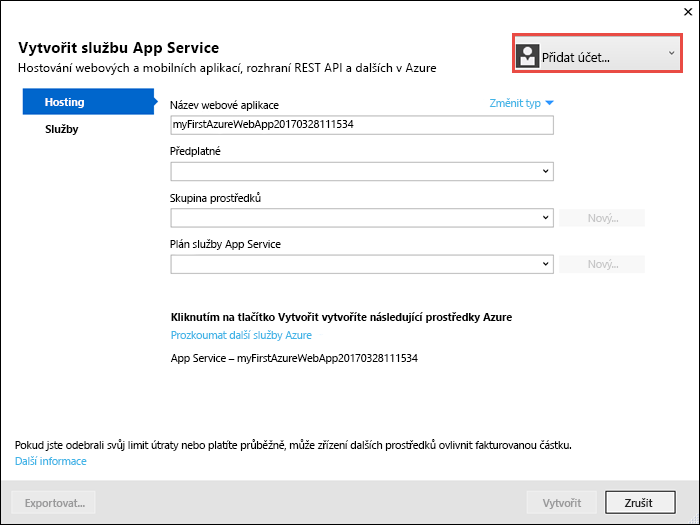 Vytvořit službu App Service
Hostování webových a mobilních aplikací, rozhraní REST API a dalších v Azure
Přidat účet...
Hosting
Služby
Název webové aplikace
Změnit typ
myFirstAzureWebApp20170328111534
Předplatné
Skupina prostředků
Nový...
Plán služby App Service
Nový...
Kliknutím na tlačítko Vytvořit vytvoříte následující prostředky Azure
Prozkoumat další služby Azure
App Service – myFirstAzureWebApp20170328111534
Pokud jste odebrali svůj limit útraty nebo platíte průběžně, může zřízení dalších prostředků ovlivnit fakturovanou částku.
Další informace
Exportovat...
Vytvořit
Zrušit